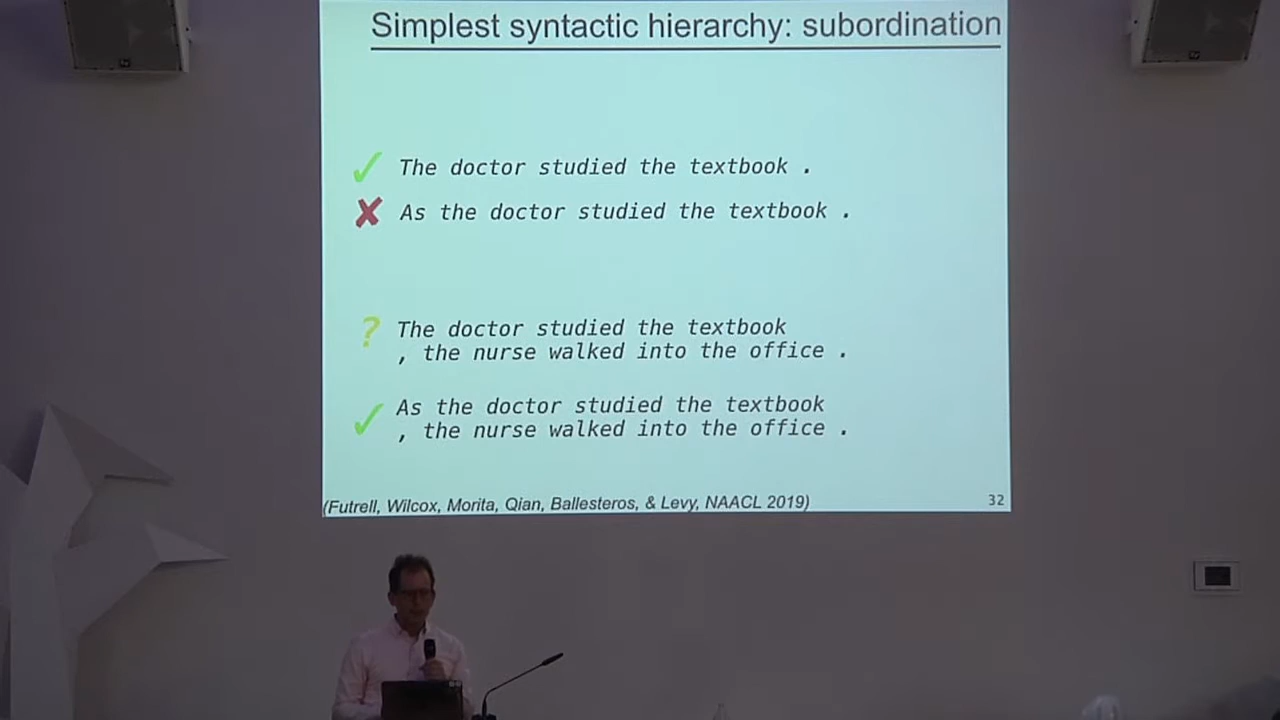 Simplest syntactic hierarchy: subordination
✓ The doctor studied the textbook .
✘ As the doctor studied the textbook .
? The doctor studied the textbook
, the nurse walked into the office .
✓ As the doctor studied the textbook
, the nurse walked into the office .
(Futrell, Wilcox, Morita, Qian, Ballesteros, & Levy, NAACL 2019)
32